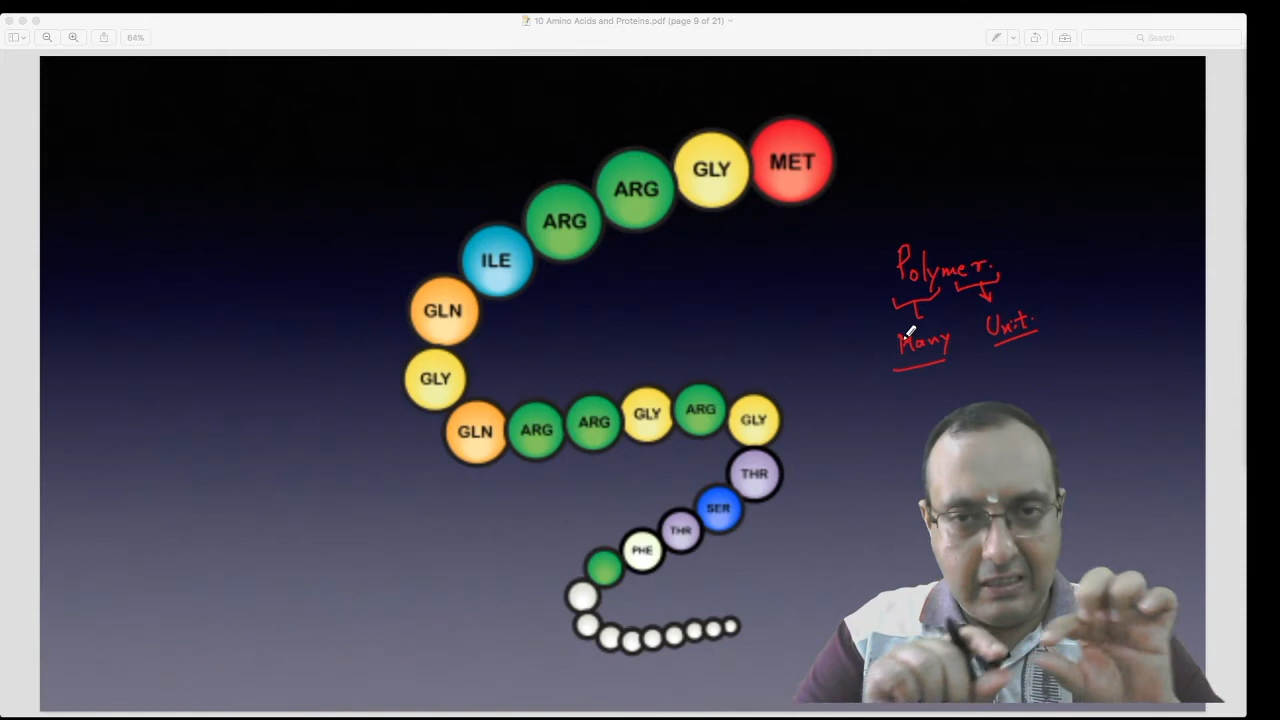 10 Amino Acids and Proteins.pdf (page 9 of 21)
64%
Search
MET
GLY
ARG
ARG
ILE
GLN
GLY
GLN
ARG
ARG
GLY
ARG
GLY
THR
SER
THR
PHE
Polymer.
Many
Unit.